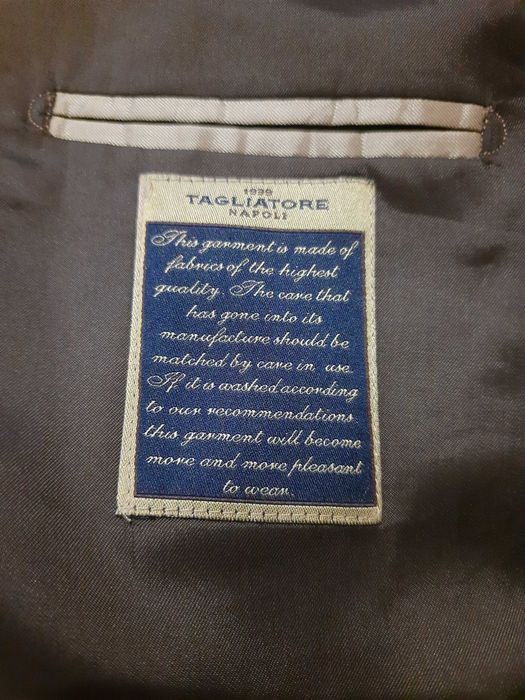 1939
TAGLIATORE
NAPOLI
This garment is made of
fabrics of the highest
quality. The care that
has gone into its
manufacture should be
matched by care in use.
If it is washed according
to our recommendations
this garment will become
more and more pleasant
to wear.